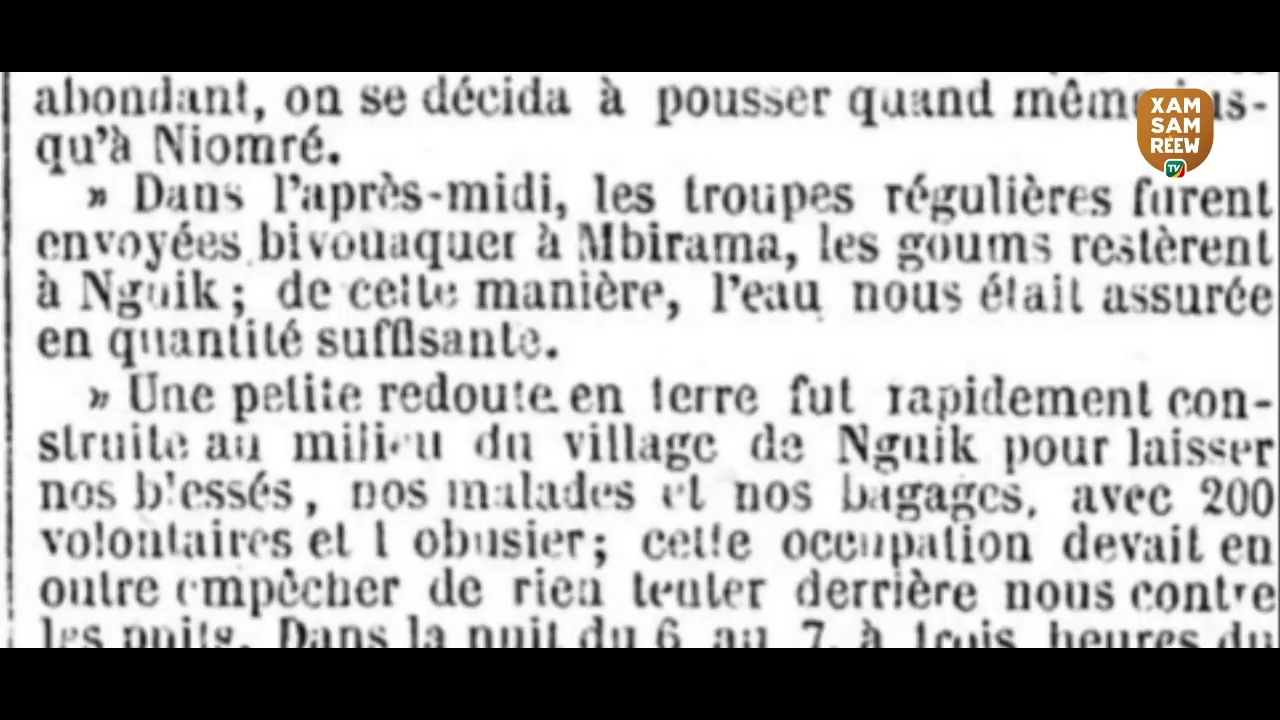 abondant, on se décida à pousser quand même jus-
qu'à Niomré.
» Dans l'après-midi, les troupes régulières furent
envoyées bivouaquer à Mbirama, les goums restèrent
à Nguik; de cette manière, l'eau nous était assurée
en quantité suffisante.
» Une petite redoute en terre fut rapidement con-
struite au milieu du village de Nguik pour laisser
nos blessés, nos malades et nos bagages, avec 200
volontaires et 1 obusier; cette occupation devait en
outre empêcher de rien tenter derrière nous contre
les puits. Dans la nuit du 6 au 7, à trois heures du
XAM
SAM
REEW
TV